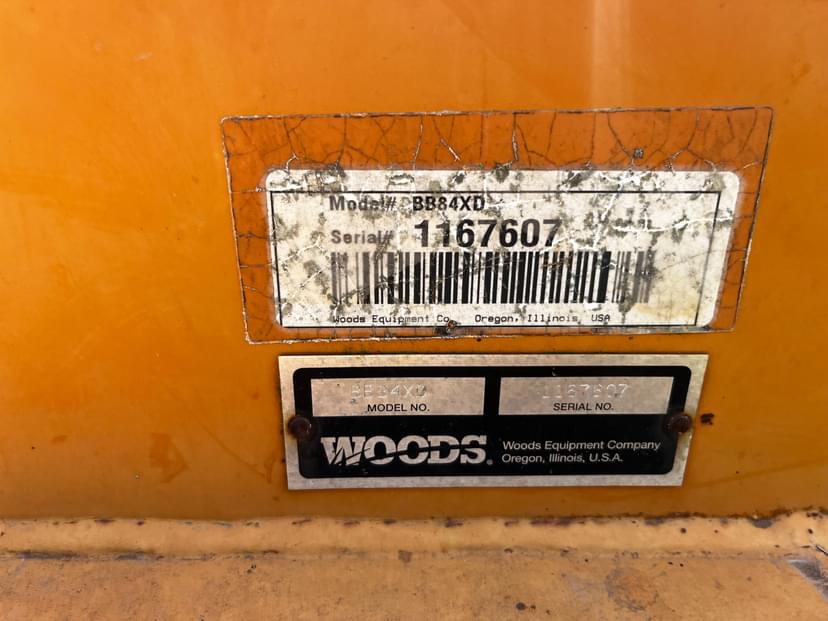 Model# BB84XD
Serial# 1167607
Woods Equipment Co. Oregon, Illinois, USA
BB84XD 1167607
MODEL NO. SERIAL NO.
WOODS® Woods Equipment Company
Oregon, Illinois, U.S.A.